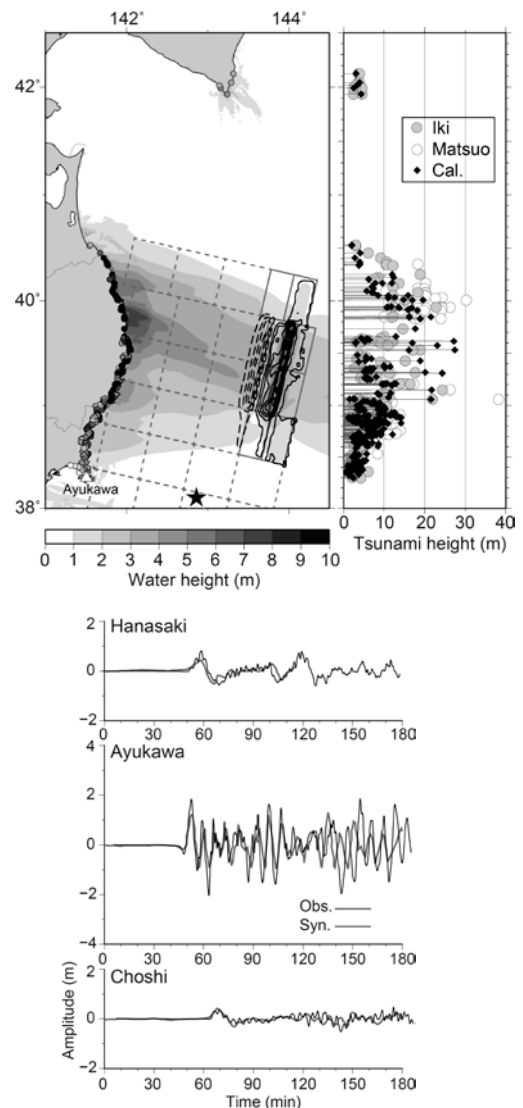 142° 144°
42°
40°
38°
Ayukawa
Iki
Matsuo
Cal.
0 1 2 3 4 5 6 7 8 9 10
Water height (m)
0 10 20 30 40
Tsunami height (m)
Hanasaki
2
0
−2
0 30 60 90 120 150 180
Ayukawa
4
2
0
−2
−4
Obs.
Syn.
0 30 60 90 120 150 180
Choshi
2
0
−2
Amplitude (m)
0 30 60 90 120 150 180
Time (min)